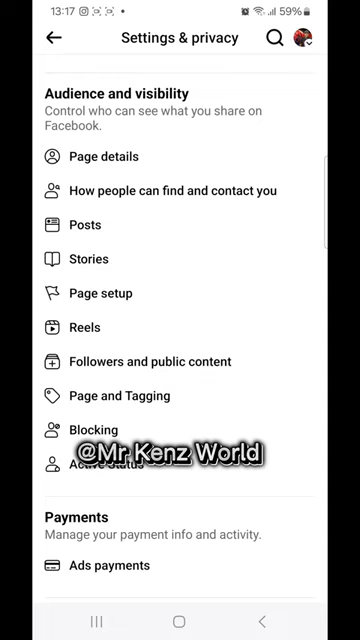 13:17
59%
Settings & privacy
Audience and visibility
Control who can see what you share on
Facebook.
Page details
How people can find and contact you
Posts
Stories
Page setup
Reels
Followers and public content
Page and Tagging
Blocking
@Mr Kenz World
Active Status
Payments
Manage your payment info and activity.
Ads payments